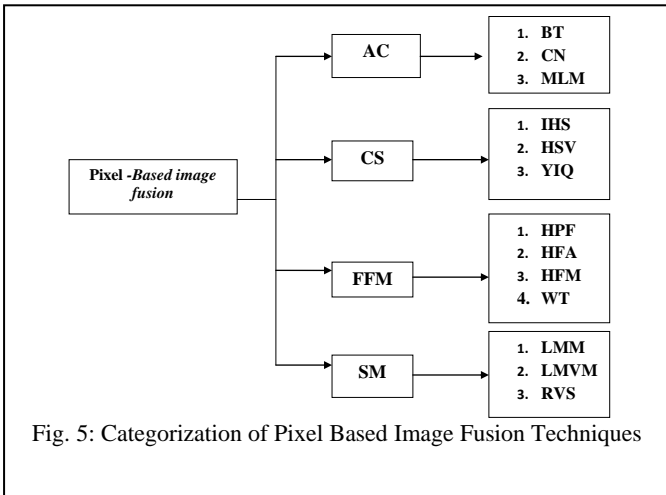 Pixel -Based image
fusion
AC
1. BT
2. CN
3. MLM
CS
1. IHS
2. HSV
3. YIQ
FFM
1. HPF
2. HFA
3. HFM
4. WT
SM
1. LMM
2. LMVM
3. RVS
Fig. 5: Categorization of Pixel Based Image Fusion Techniques